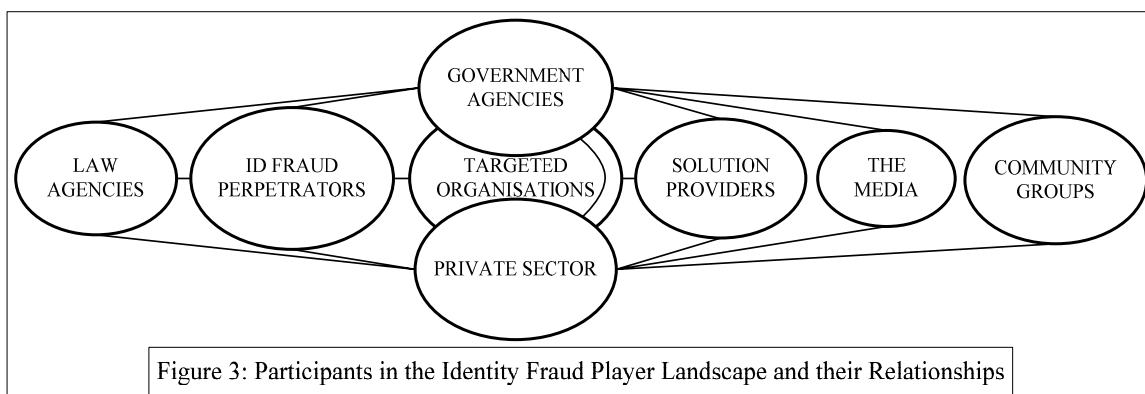 GOVERNMENT
AGENCIES
LAW
AGENCIES
ID FRAUD
PERPETRATORS
TARGETED
ORGANISATIONS
SOLUTION
PROVIDERS
THE
MEDIA
COMMUNITY
GROUPS
PRIVATE SECTOR
Figure 3: Participants in the Identity Fraud Player Landscape and their Relationships